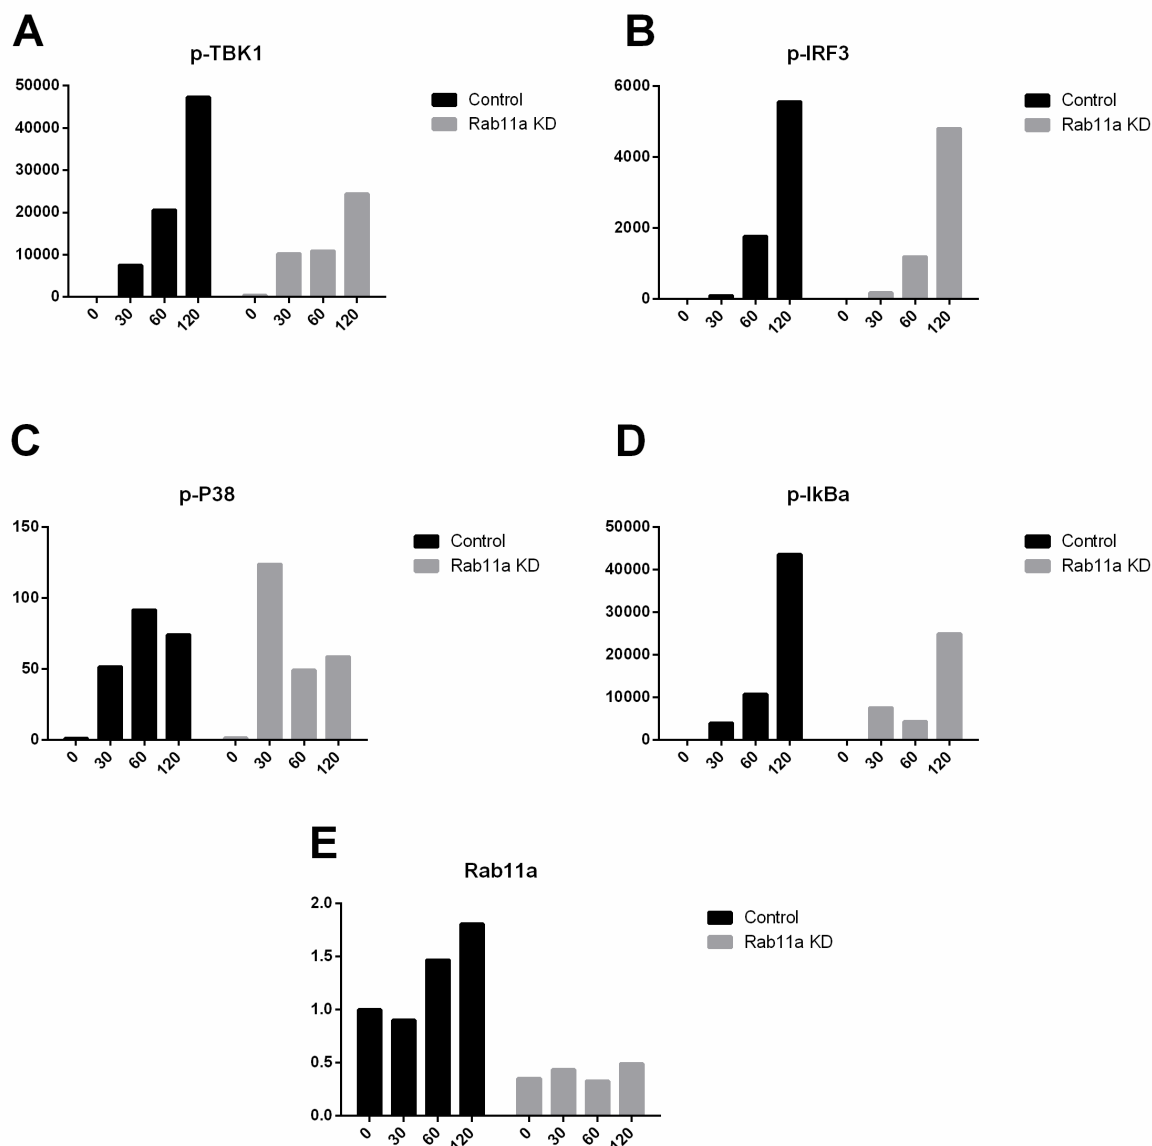 A
B
p-TBK1
p-IRF3
50000
40000
30000
20000
10000
0
0 30 60 120 0 30 60 120
Control
Rab11a KD
6000
4000
2000
0
0 30 60 120 0 30 60 120
Control
Rab11a KD
C
D
p-P38
p-IkBa
150
100
50
0
0 30 60 120 0 30 60 120
Control
Rab11a KD
50000
40000
30000
20000
10000
0
0 30 60 120 0 30 60 120
Control
Rab11a KD
E
Rab11a
2.0
1.5
1.0
0.5
0.0
0 30 60 120 0 30 60 120
Control
Rab11a KD